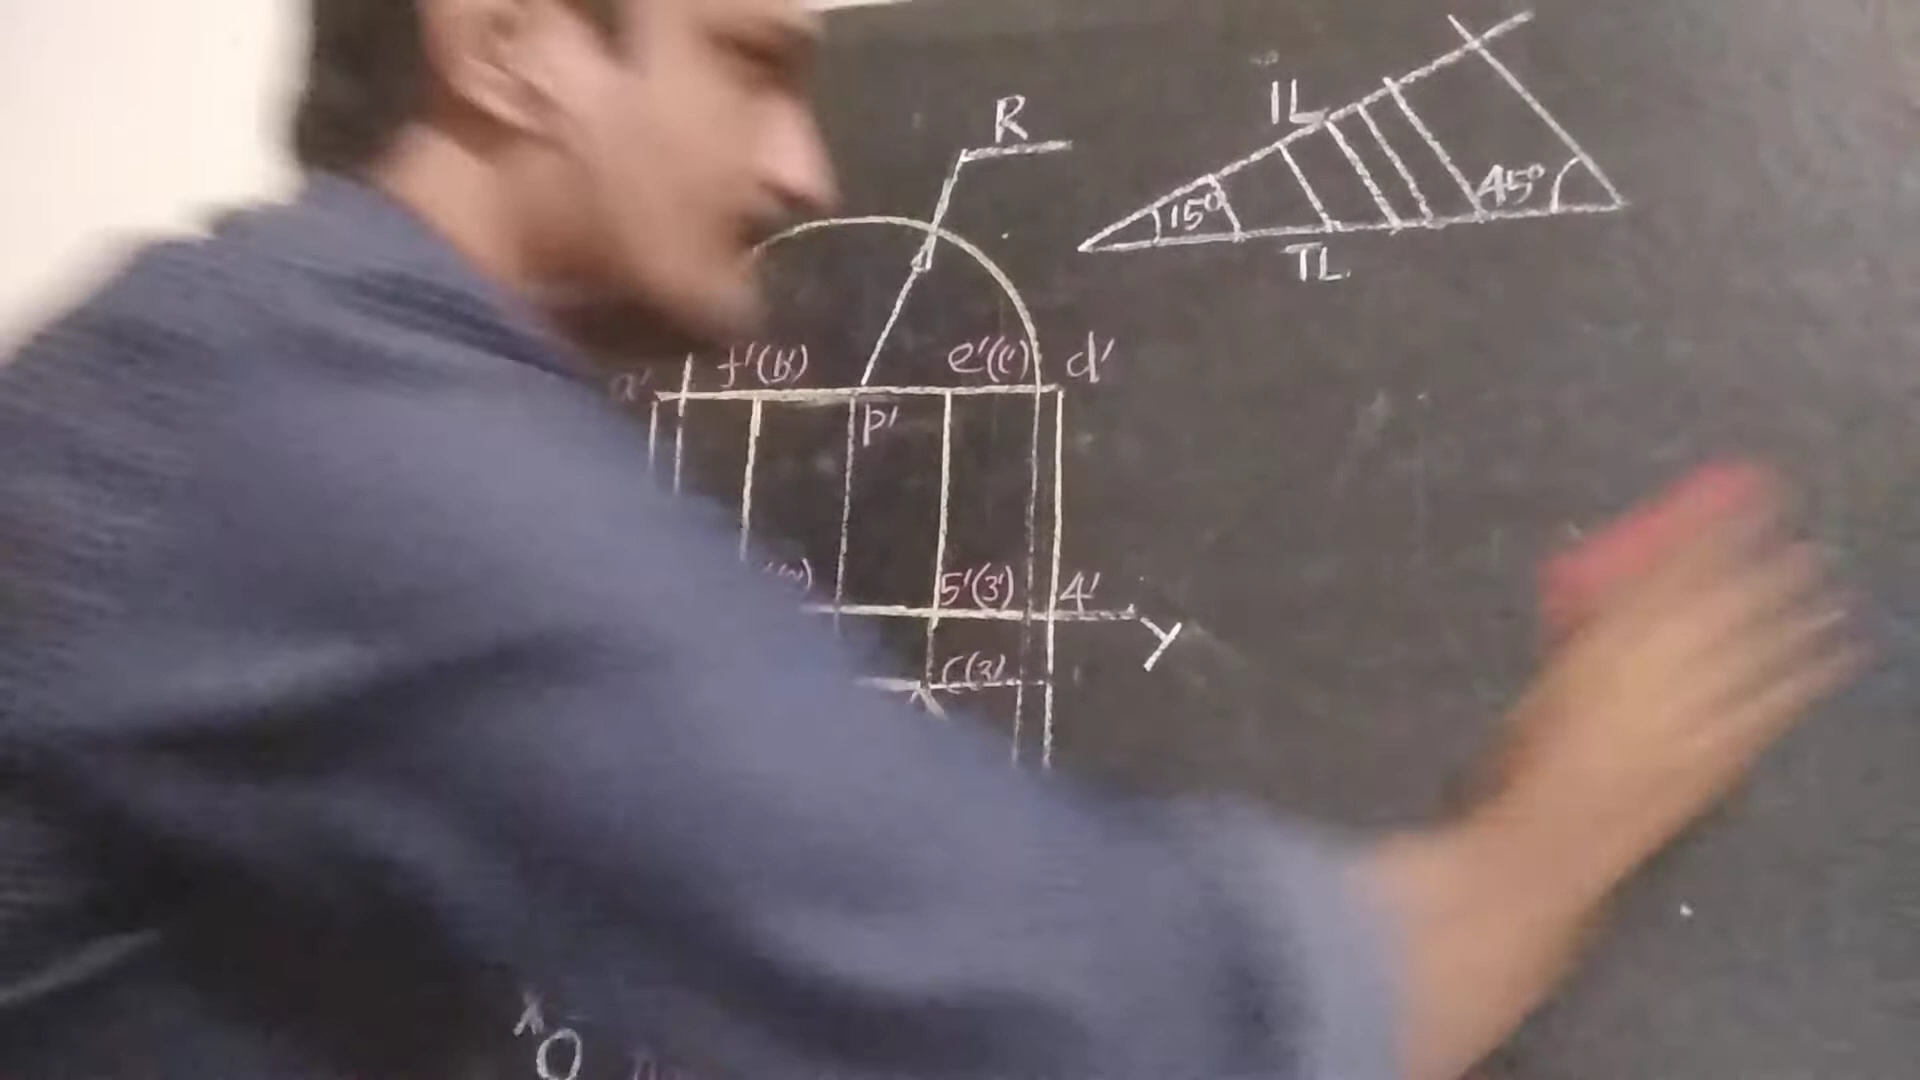 R
IL
15° 45°
TL
a' f'(b') e'(c') d'
p'
5'(3') 4'
Y
C(3)
O